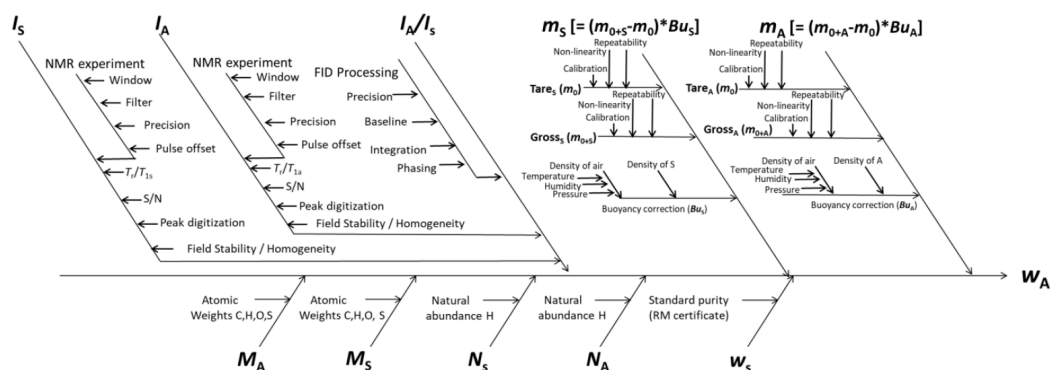 I_S
I_A
I_A/I_s
m_S [= (m_0+S-m_0)*Bu_S]
m_A [= (m_0+A-m_0)*Bu_A]
NMR experiment
Window
Filter
Precision
Pulse offset
T_r/T_1s
S/N
Peak digitization
Field Stability / Homogeneity
NMR experiment
Window
Filter
Precision
Pulse offset
T_r/T_1a
S/N
Peak digitization
Field Stability / Homogeneity
FID Processing
Precision
Baseline
Integration
Phasing
Repeatability
Non-linearity
Calibration
Tare_S (m_0)
Repeatability
Non-linearity
Calibration
Gross_S (m_0+S)
Density of air
Temperature
Humidity
Pressure
Density of S
Buoyancy correction (Bu_S)
Repeatability
Non-linearity
Calibration
Tare_A (m_0)
Repeatability
Non-linearity
Calibration
Gross_A (m_0+A)
Density of air
Temperature
Humidity
Pressure
Density of A
Buoyancy correction (Bu_A)
w_A
Atomic
Weights C,H,O,S
M_A
Atomic
Weights C,H,O, S
M_S
Natural
abundance H
N_s
Natural
abundance H
N_A
Standard purity
(RM certificate)
w_s